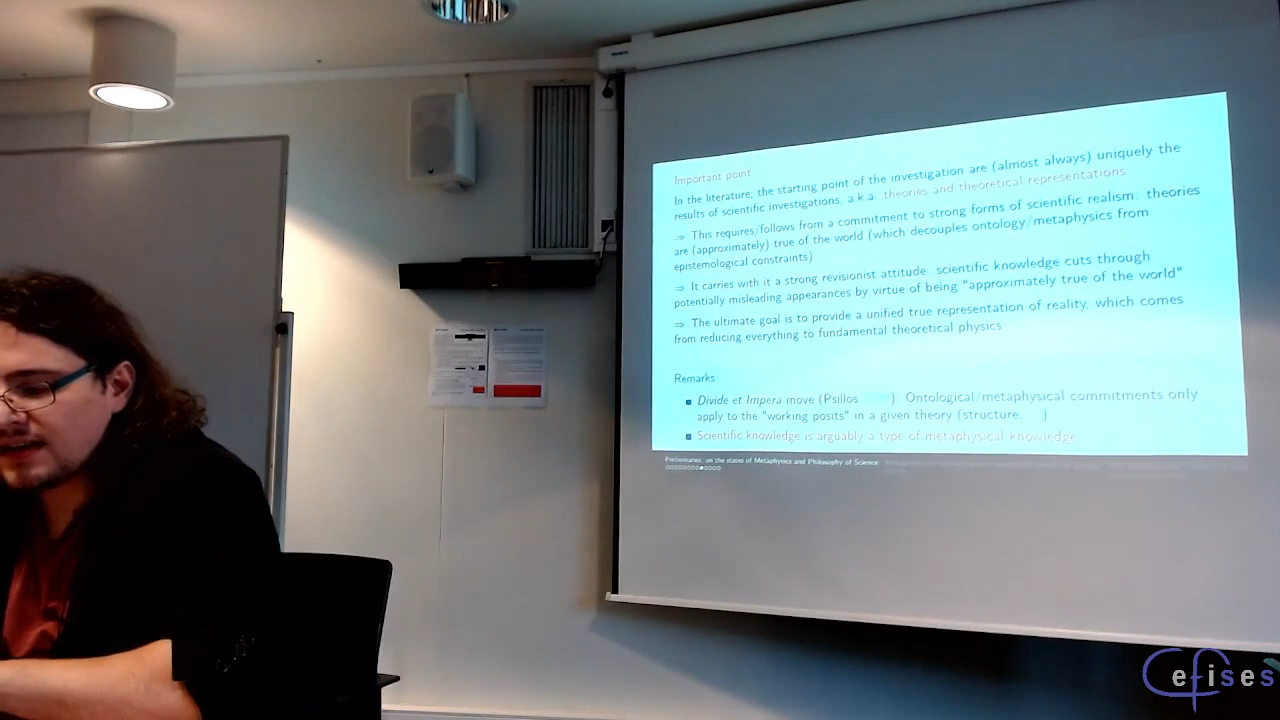 Important point
In the literature, the starting point of the investigation are (almost always) uniquely the
results of scientific investigations, a.k.a. theories and theoretical representations.
⇒ This requires/follows from a commitment to strong forms of scientific realism: theories
are (approximately) true of the world (which decouples ontology/metaphysics from
epistemological constraints)
⇒ It carries with it a strong revisionist attitude: scientific knowledge cuts through
potentially misleading appearances by virtue of being "approximately true of the world"
⇒ The ultimate goal is to provide a unified true representation of reality, which comes
from reducing everything to fundamental theoretical physics
Remarks:
Divide et Impera move (Psillos ). Ontological/metaphysical commitments only
apply to the "working posits" in a given theory (structure, )
Scientific knowledge is arguably a type of metaphysical knowledge
Preliminaries: on the states of Metaphysics and Philosophy of Science
Cefises